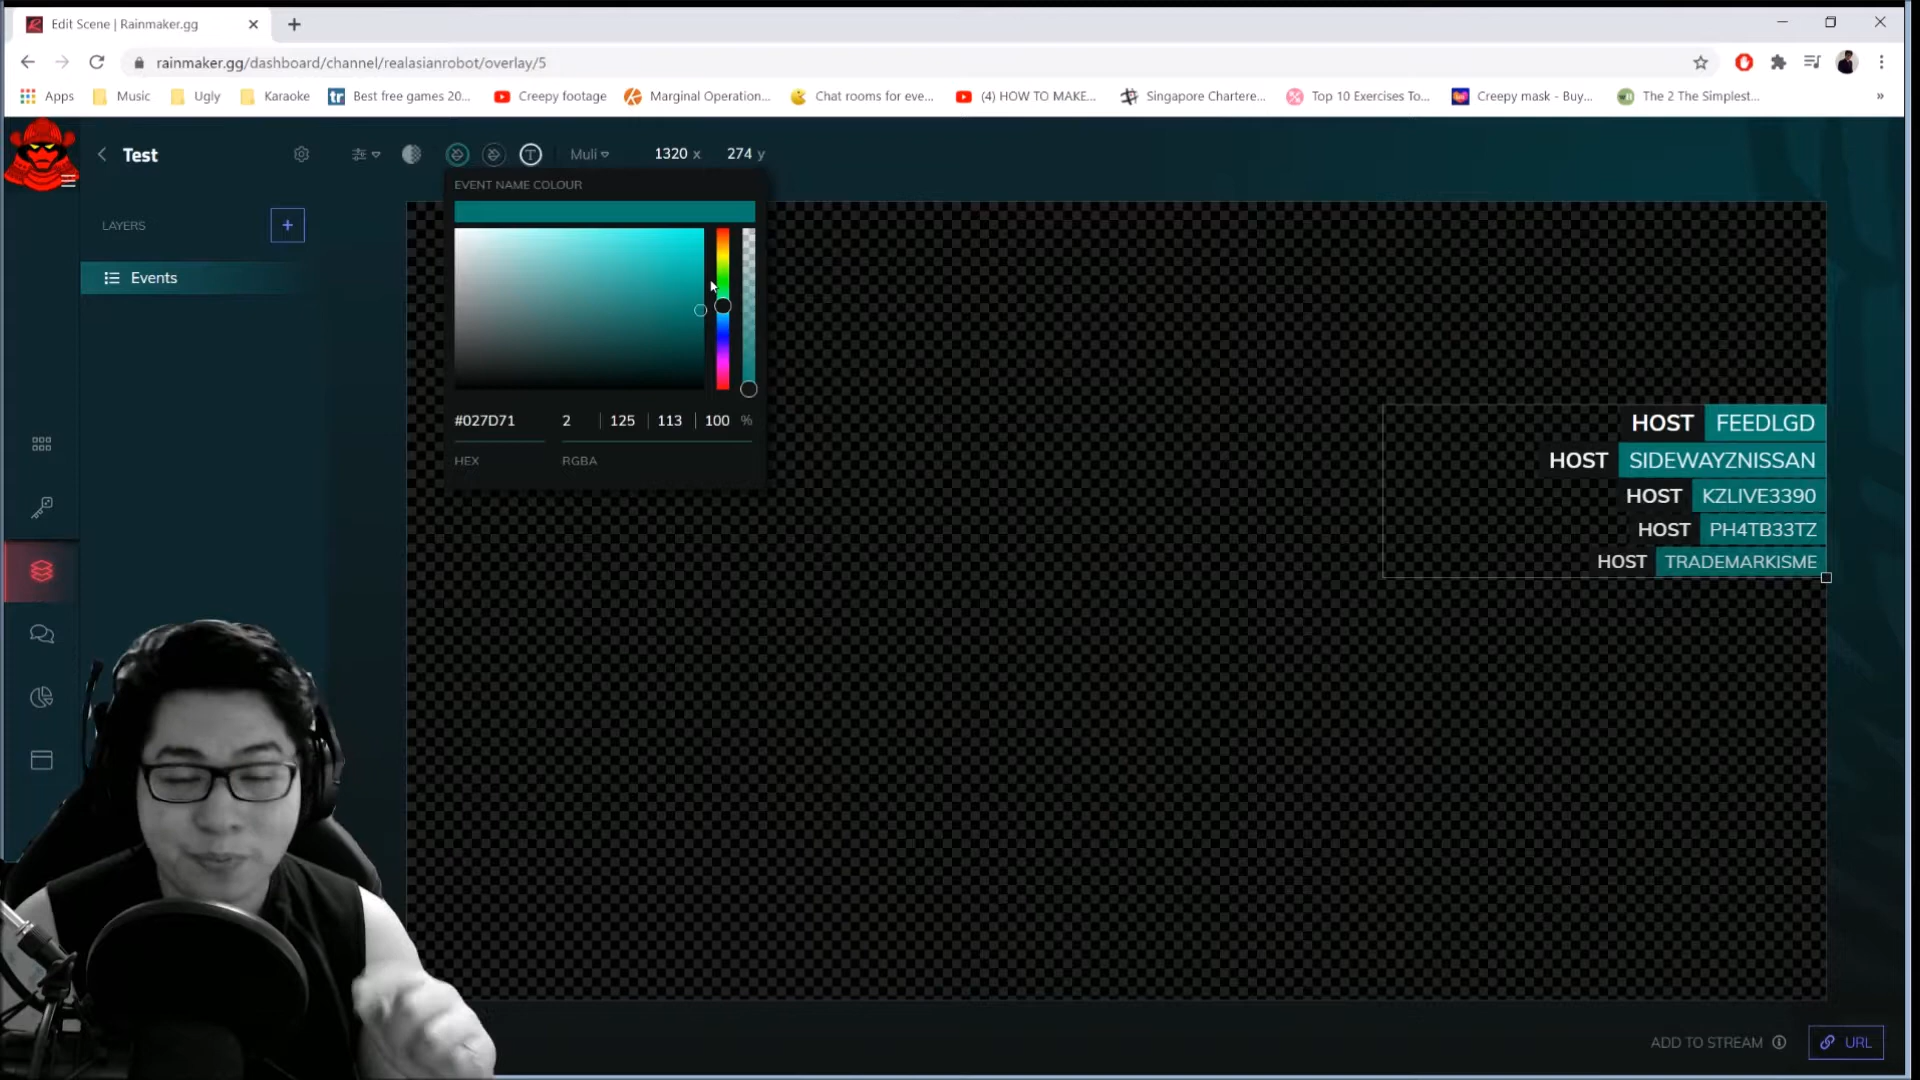 Edit Scene | Rainmaker.gg
rainmaker.gg/dashboard/channel/realasianrobot/overlay/5
Apps Music Ugly Karaoke tr Best free games 20... Creepy footage Marginal Operation... Chat rooms for eve... (4) HOW TO MAKE... Singapore Chartere... Top 10 Exercises To... Creepy mask - Buy... The 2 The Simplest... »
Test T Muli 1320 x 274 y
EVENT NAME COLOUR
LAYERS +
Events
#027D71 2 125 113 100 %
HEX RGBA
HOST FEEDLGD
HOST SIDEWAYZNISSAN
HOST KZLIVE3390
HOST PH4TB33TZ
HOST TRADEMARKISME
ADD TO STREAM URL